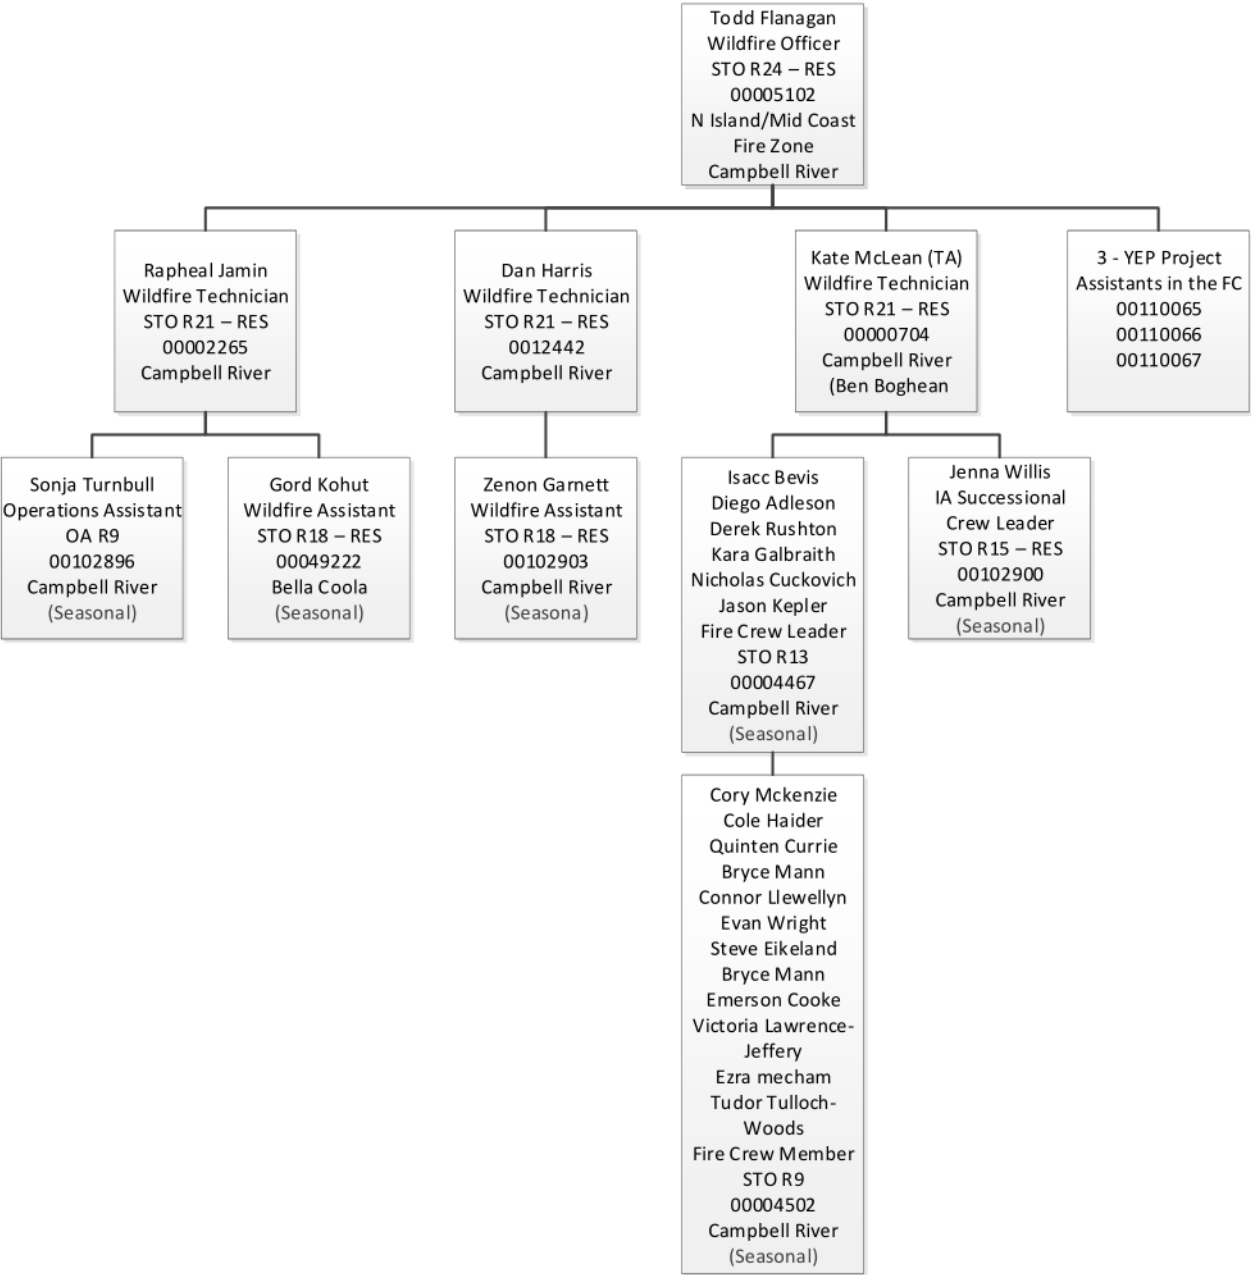 Todd Flanagan
Wildfire Officer
STO R24 – RES
00005102
N Island/Mid Coast
Fire Zone
Campbell River
Rapheal Jamin
Wildfire Technician
STO R21 – RES
00002265
Campbell River
Dan Harris
Wildfire Technician
STO R21 – RES
0012442
Campbell River
Kate McLean (TA)
Wildfire Technician
STO R21 – RES
00000704
Campbell River
(Ben Boghean
3 - YEP Project
Assistants in the FC
00110065
00110066
00110067
Sonja Turnbull
Operations Assistant
OA R9
00102896
Campbell River
(Seasonal)
Gord Kohut
Wildfire Assistant
STO R18 – RES
00049222
Bella Coola
(Seasonal)
Zenon Garnett
Wildfire Assistant
STO R18 – RES
00102903
Campbell River
(Seasona)
Isacc Bevis
Diego Adleson
Derek Rushton
Kara Galbraith
Nicholas Cuckovich
Jason Kepler
Fire Crew Leader
STO R13
00004467
Campbell River
(Seasonal)
Jenna Willis
IA Successional
Crew Leader
STO R15 – RES
00102900
Campbell River
(Seasonal)
Cory Mckenzie
Cole Haider
Quinten Currie
Bryce Mann
Connor Llewellyn
Evan Wright
Steve Eikeland
Bryce Mann
Emerson Cooke
Victoria Lawrence-
Jeffery
Ezra mecham
Tudor Tulloch-
Woods
Fire Crew Member
STO R9
00004502
Campbell River
(Seasonal)